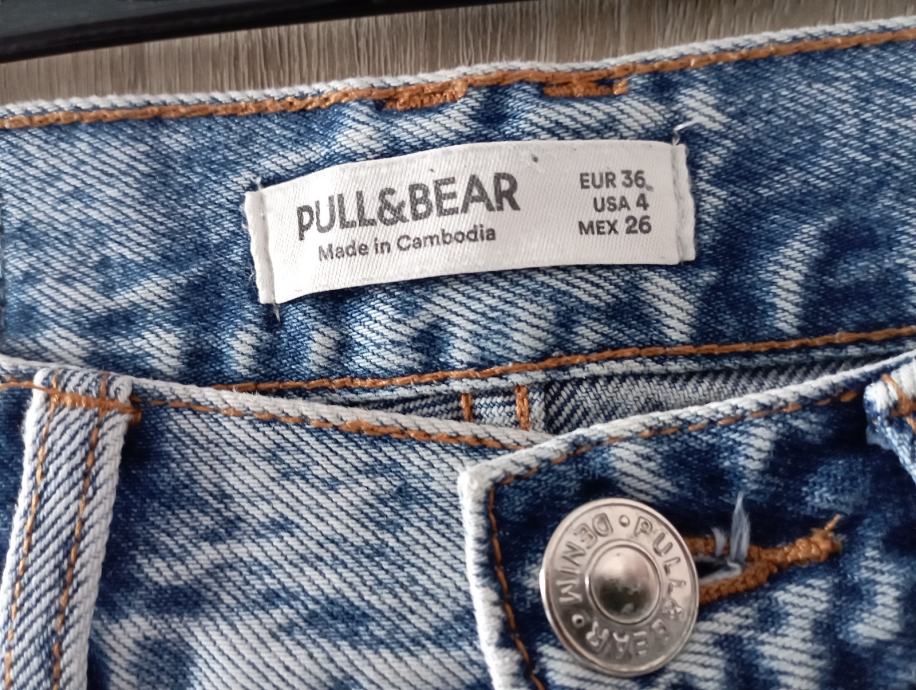 PULL&BEAR
Made in Cambodia
EUR 36
USA 4
MEX 26
PULL&BEAR • DENIM •